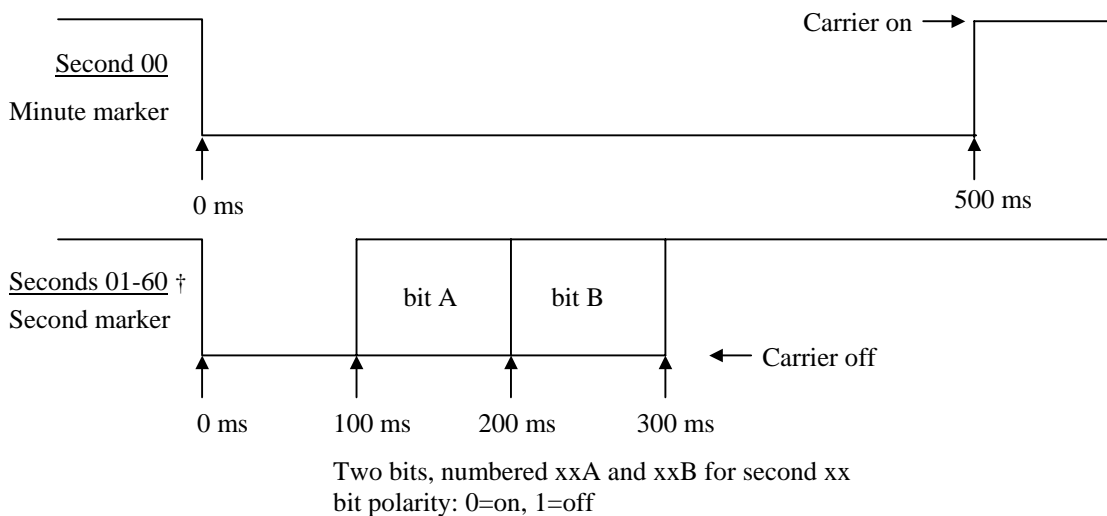 Carrier on
Second 00
Minute marker
0 ms
500 ms
Seconds 01-60 †
Second marker
bit A
bit B
Carrier off
0 ms
100 ms
200 ms
300 ms
Two bits, numbered xxA and xxB for second xx
bit polarity: 0=on, 1=off